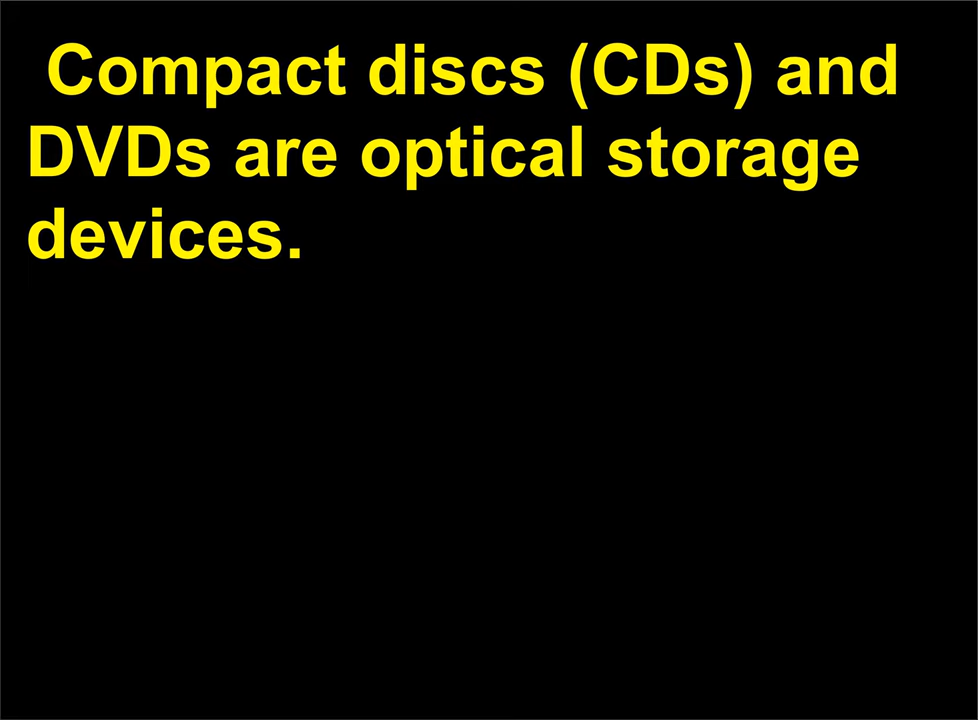 Compact discs (CDs) and
DVDs are optical storage
devices.